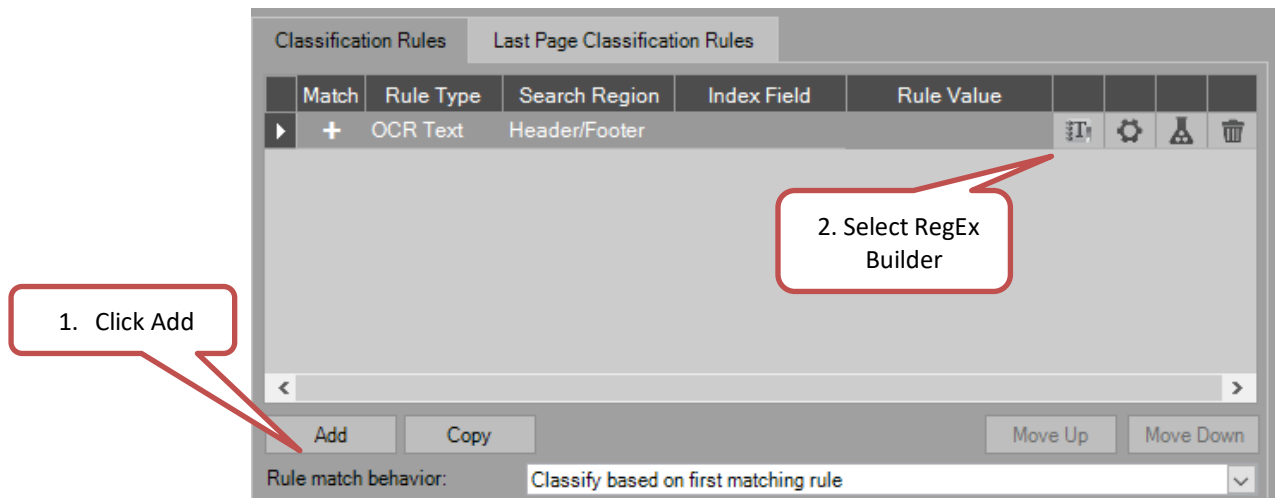 Classification Rules Last Page Classification Rules
Match Rule Type Search Region Index Field Rule Value
+ OCR Text Header/Footer
2. Select RegEx
Builder
1. Click Add
Add Copy Move Up Move Down
Rule match behavior: Classify based on first matching rule